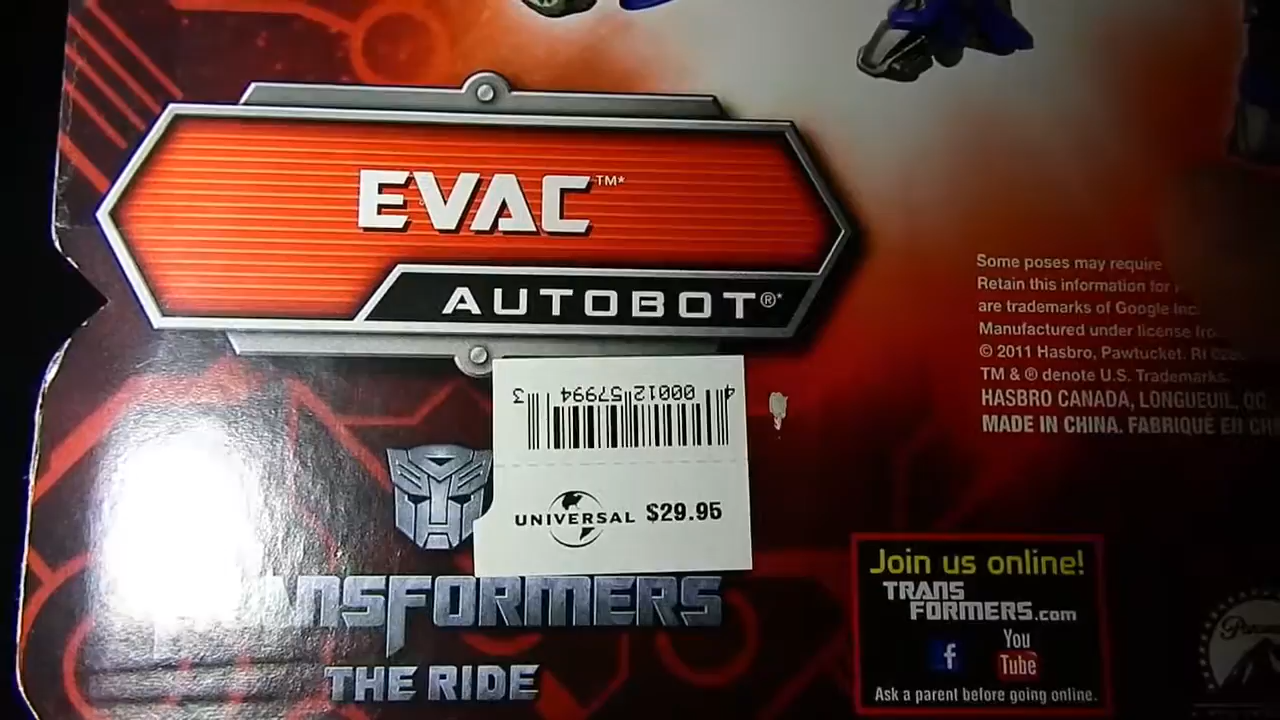 EVAC™*
AUTOBOT®*
Some poses may require
Retain this information for
are trademarks of Google Inc.
Manufactured under license fro
© 2011 Hasbro, Pawtucket, RI
TM & ® denote U.S. Trademarks.
HASBRO CANADA, LONGUEUIL, QC
MADE IN CHINA. FABRIQUÉ EN CH
4 00012 57994 3
UNIVERSAL $29.95
ANSFORMERS
THE RIDE
Join us online!
TRANS
FORMERS.com
f You
Tube
Ask a parent before going online.
Paramount